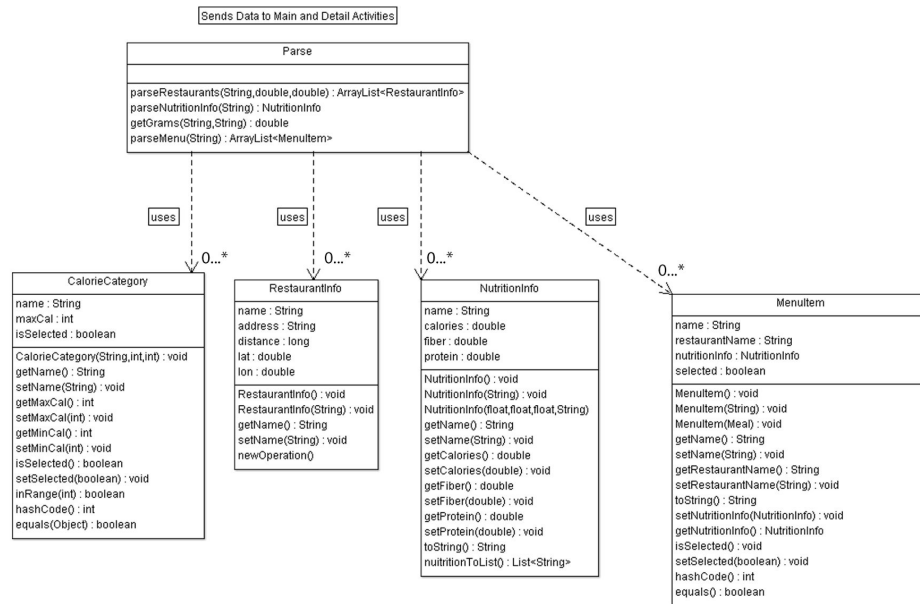 Sends Data to Main and Detail Activities
Parse
parseRestaurants(String,double,double) : ArrayList<RestaurantInfo>
parseNutritionInfo(String) : NutritionInfo
getGrams(String,String) : double
parseMenu(String) : ArrayList<MenuItem>
uses
uses
uses
uses
0...*
0...*
0...*
0...*
CalorieCategory
name : String
maxCal : int
isSelected : boolean
CalorieCategory(String,int,int) : void
getName() : String
setName(String) : void
getMaxCal() : int
setMaxCal(int) : void
getMinCal() : int
setMinCal(int) : void
isSelected() : boolean
setSelected(boolean) : void
inRange(int) : boolean
hashCode() : int
equals(Object) : boolean
RestaurantInfo
name : String
address : String
distance : long
lat : double
lon : double
RestaurantInfo() : void
RestaurantInfo(String) : void
getName() : String
setName(String) : void
newOperation()
NutritionInfo
name : String
calories : double
fiber : double
protein : double
NutritionInfo() : void
NutritionInfo(String) : void
NutritionInfo(float,float,float,String)
getName() : String
setName(String) : void
getCalories() : double
setCalories(double) : void
getFiber() : double
setFiber(double) : void
getProtein() : double
setProtein(double) : void
toString() : String
nuitritionToList() : List<String>
MenuItem
name : String
restaurantName : String
nutritionInfo : NutritionInfo
selected : boolean
MenuItem() : void
MenuItem(String) : void
MenuItem(Meal) : void
getName() : String
setName(String) : void
getRestaurantName() : String
setRestaurantName(String) : void
toString() : String
setNutritionInfo(NutritionInfo) : void
getNutritionInfo() : NutritionInfo
isSelected() : void
setSelected(boolean) : void
hashCode() : int
equals() : boolean